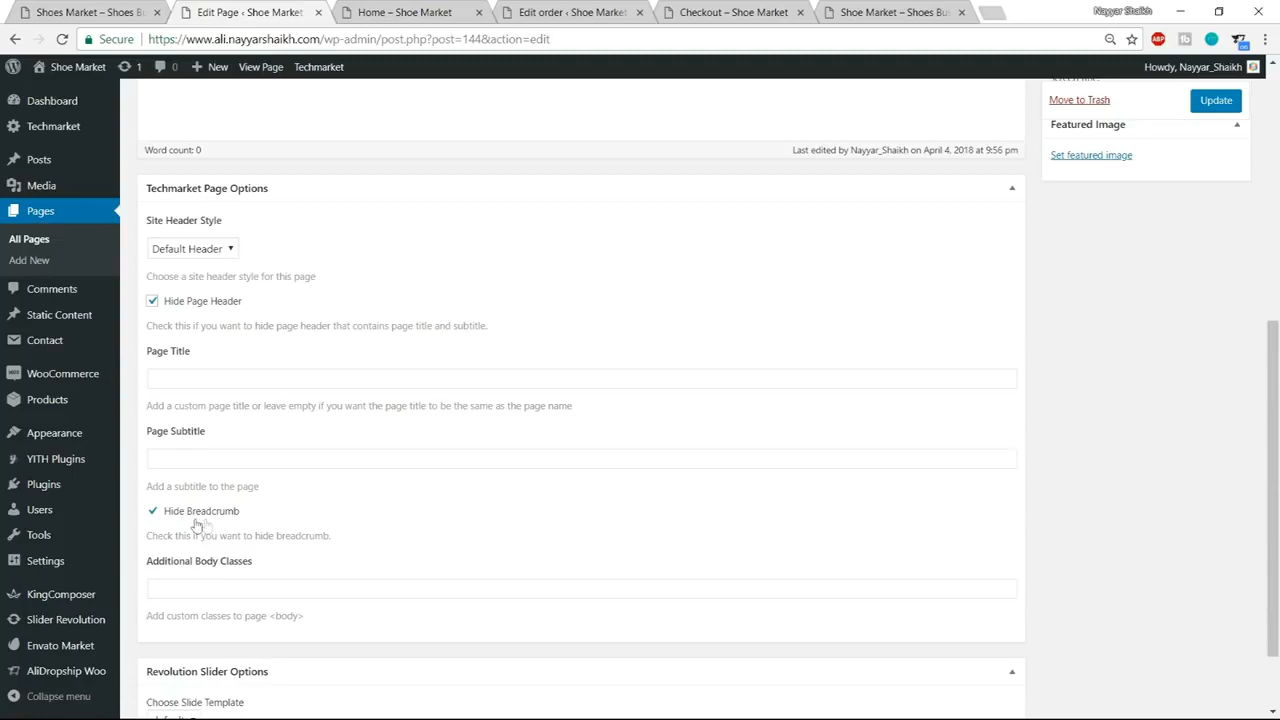 Shoes Market – Shoes Bu
Edit Page ‹ Shoe Market
Home – Shoe Market
Edit order ‹ Shoe Market
Checkout – Shoe Market
Shoe Market – Shoes Bu
Nayyar Shaikh
Secure
https://www.ali.nayyarshaikh.com/wp-admin/post.php?post=144&action=edit
ABP
Shoe Market
1
0
New
View Page
Techmarket
Howdy, Nayyar_Shaikh
Dashboard
Techmarket
Posts
Media
Pages
All Pages
Add New
Comments
Static Content
Contact
WooCommerce
Products
Appearance
YITH Plugins
Plugins
Users
Tools
Settings
KingComposer
Slider Revolution
Envato Market
AliDropship Woo
Collapse menu
Word count: 0
Last edited by Nayyar_Shaikh on April 4, 2018 at 9:56 pm
Techmarket Page Options
Site Header Style
Default Header
Choose a site header style for this page
Hide Page Header
Check this if you want to hide page header that contains page title and subtitle.
Page Title
Add a custom page title or leave empty if you want the page title to be the same as the page name
Page Subtitle
Add a subtitle to the page
Hide Breadcrumb
Check this if you want to hide breadcrumb.
Additional Body Classes
Add custom classes to page <body>
Revolution Slider Options
Choose Slide Template
Move to Trash
Update
Featured Image
Set featured image